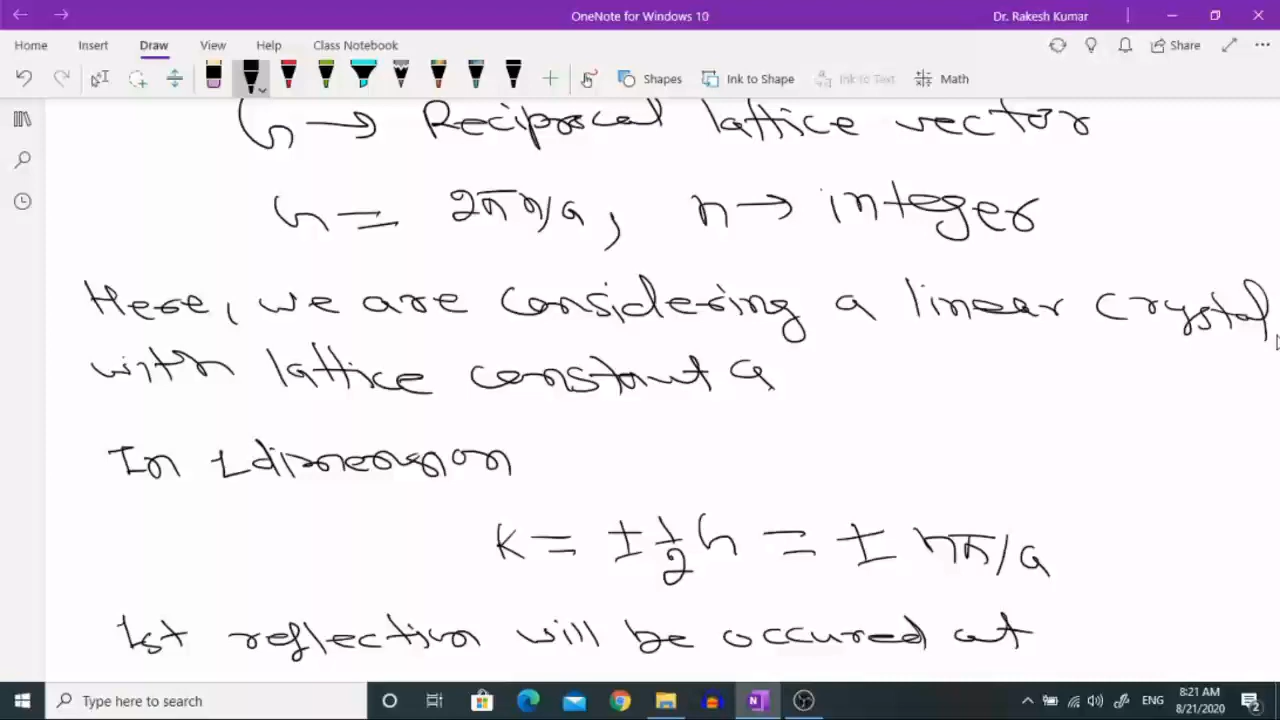 OneNote for Windows 10
Dr. Rakesh Kumar
Home Insert Draw View Help Class Notebook
Share
Shapes Ink to Shape Ink to Text Math
G → Reciprocal lattice vector
G = 2πn/a, n → integer
Here, we are considering a linear crystal
with lattice constant a
In 1dimension
K = ± 1/2 G = ± nπ/a
1st reflection will be occured at
Type here to search
ENG
8:21 AM
8/21/2020
2